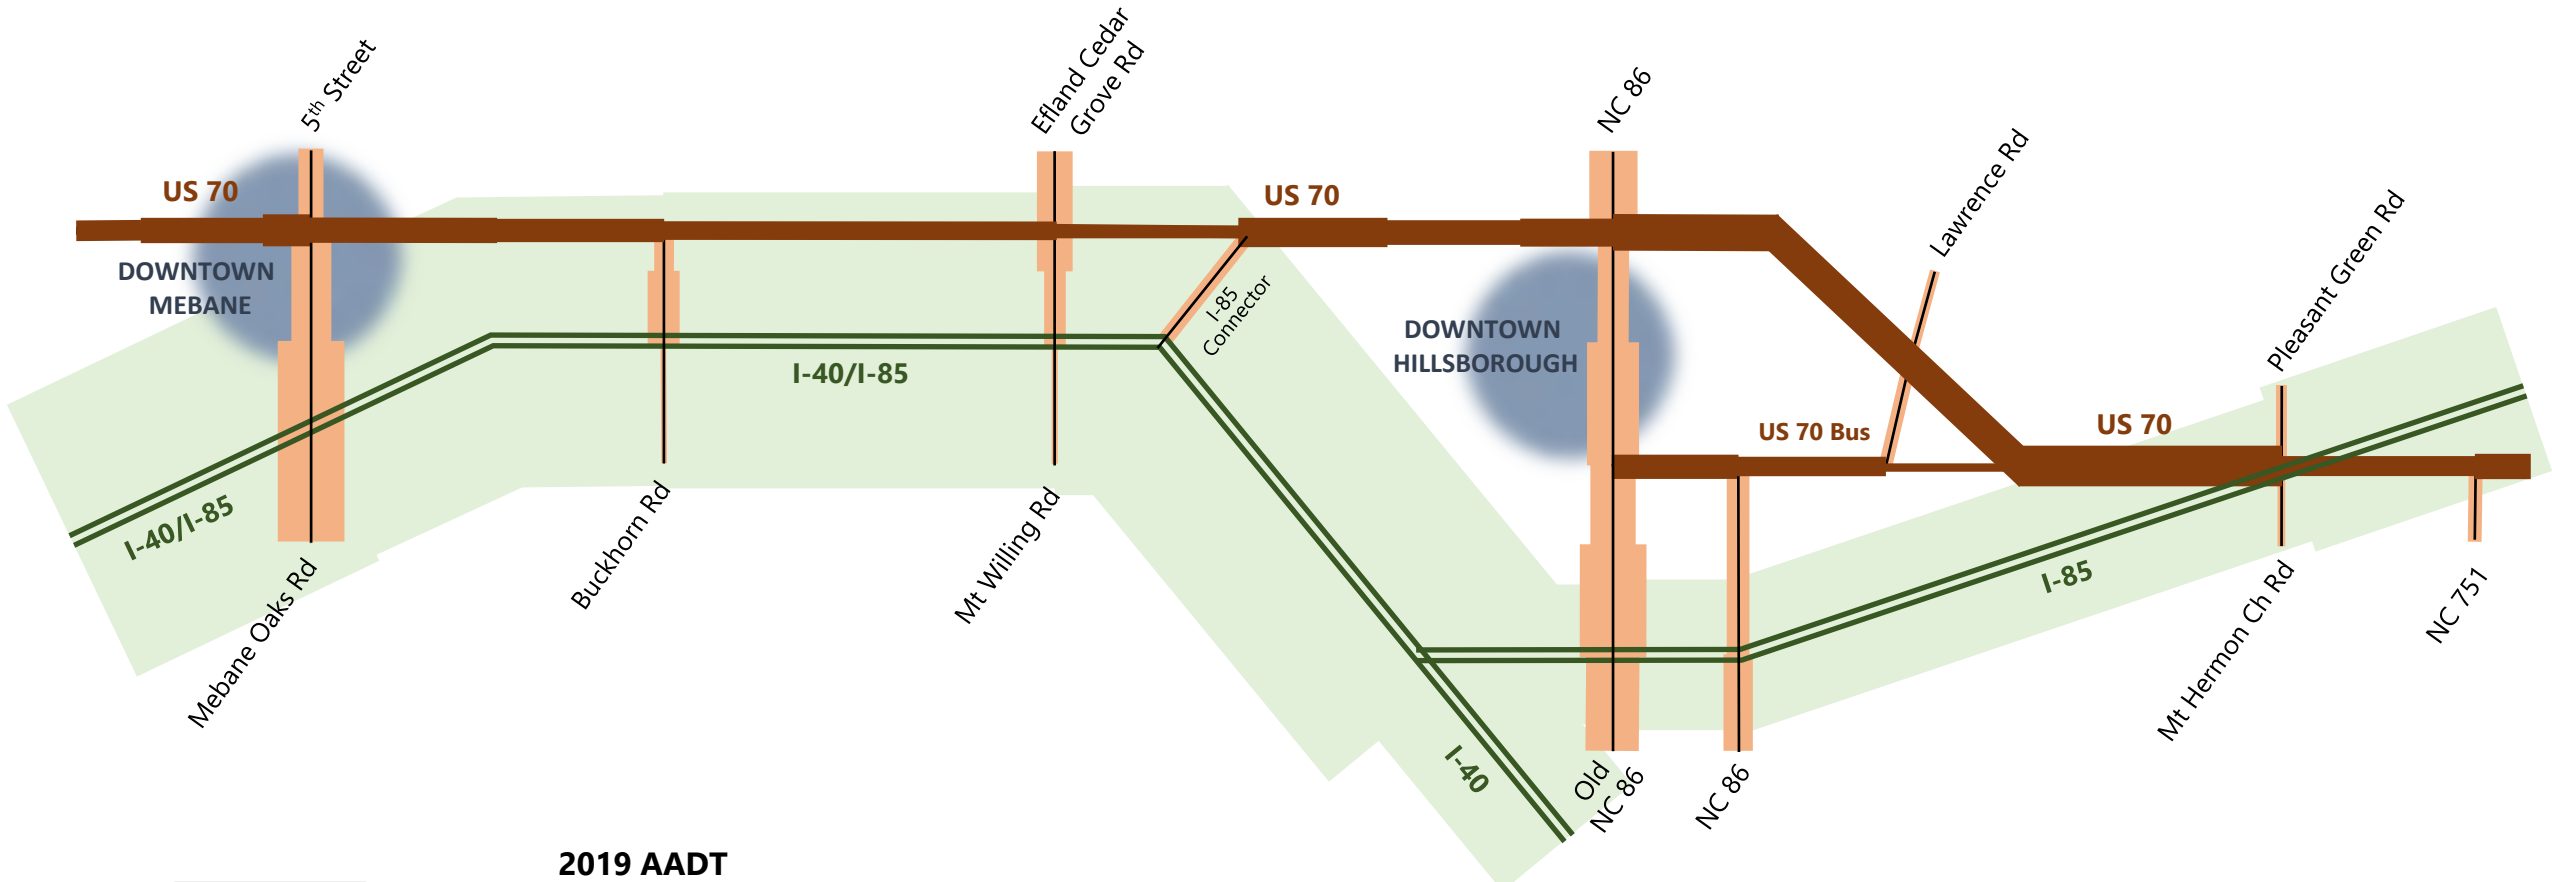 5th Street
Efland Cedar
Grove Rd
NC 86
Lawrence Rd
Pleasant Green Rd
US 70
US 70
DOWNTOWN
MEBANE
I-85
Connector
DOWNTOWN
HILLSBOROUGH
I-40/I-85
US 70 Bus
US 70
I-40/I-85
Mebane Oaks Rd
Buckhorn Rd
Mt Willing Rd
I-85
I-40
Old
NC 86
NC 86
Mt Hermon Ch Rd
NC 751
2019 AADT